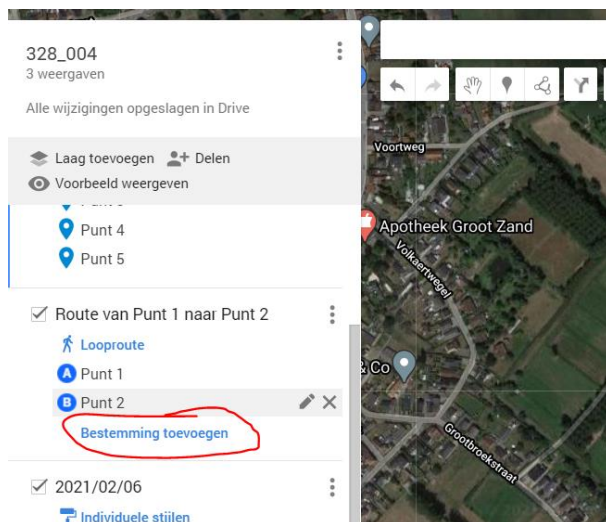 328_004
3 weergaven
Alle wijzigingen opgeslagen in Drive
Laag toevoegen Delen
Voorbeeld weergeven
Punt 4
Punt 5
Route van Punt 1 naar Punt 2
Looproute
A Punt 1
B Punt 2
Bestemming toevoegen
2021/02/06
Individuele stijlen
Voortweg
Apotheek Groot Zand
Volkaertwegel
& Co
Grootbroekstraat